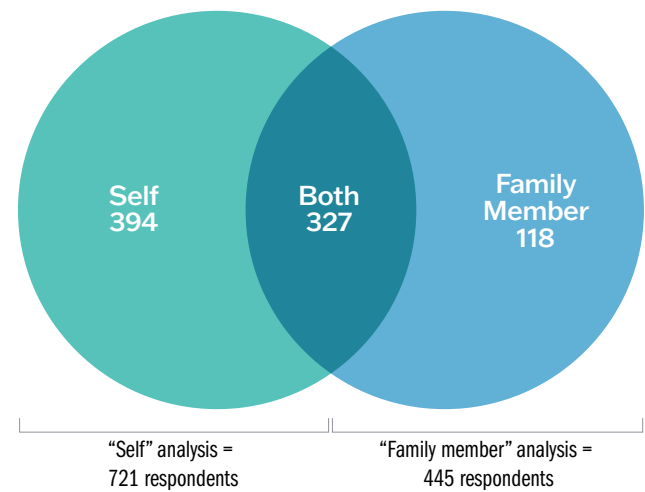 Self
394
Both
327
Family
Member
118
“Self” analysis =
721 respondents
“Family member” analysis =
445 respondents